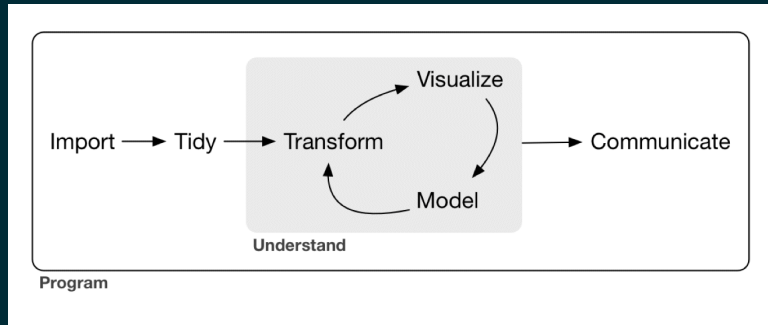 Visualize
Import Tidy Transform Communicate
Model
Understand
Program